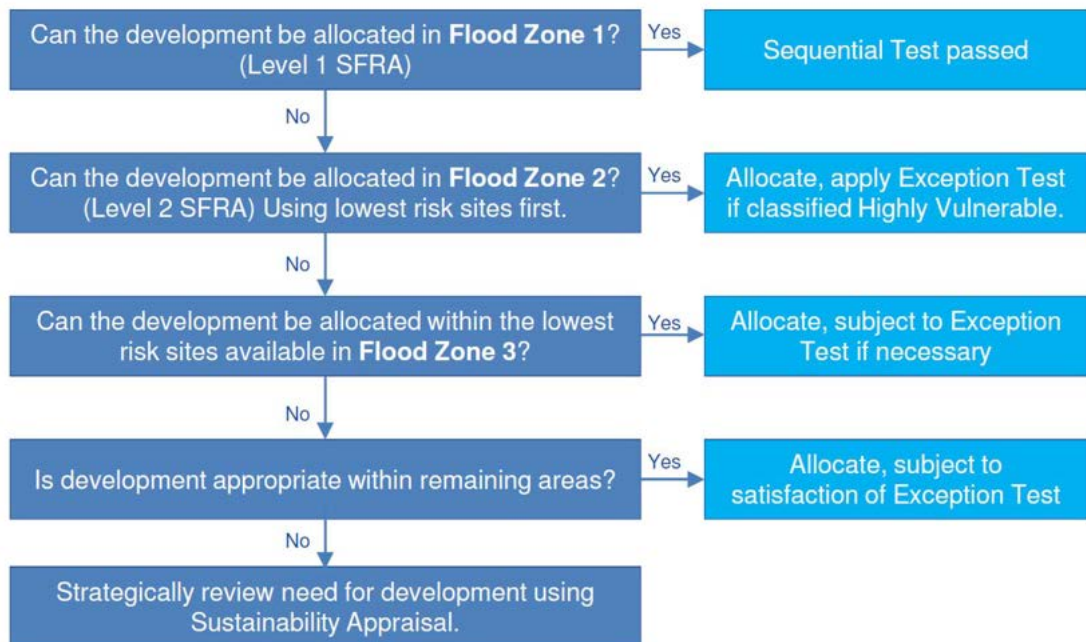 Can the development be allocated in Flood Zone 1?
(Level 1 SFRA)
Yes
Sequential Test passed
No
Can the development be allocated in Flood Zone 2?
(Level 2 SFRA) Using lowest risk sites first.
Yes
Allocate, apply Exception Test
if classified Highly Vulnerable.
No
Can the development be allocated within the lowest
risk sites available in Flood Zone 3?
Yes
Allocate, subject to Exception
Test if necessary
No
Is development appropriate within remaining areas?
Yes
Allocate, subject to
satisfaction of Exception Test
No
Strategically review need for development using
Sustainability Appraisal.